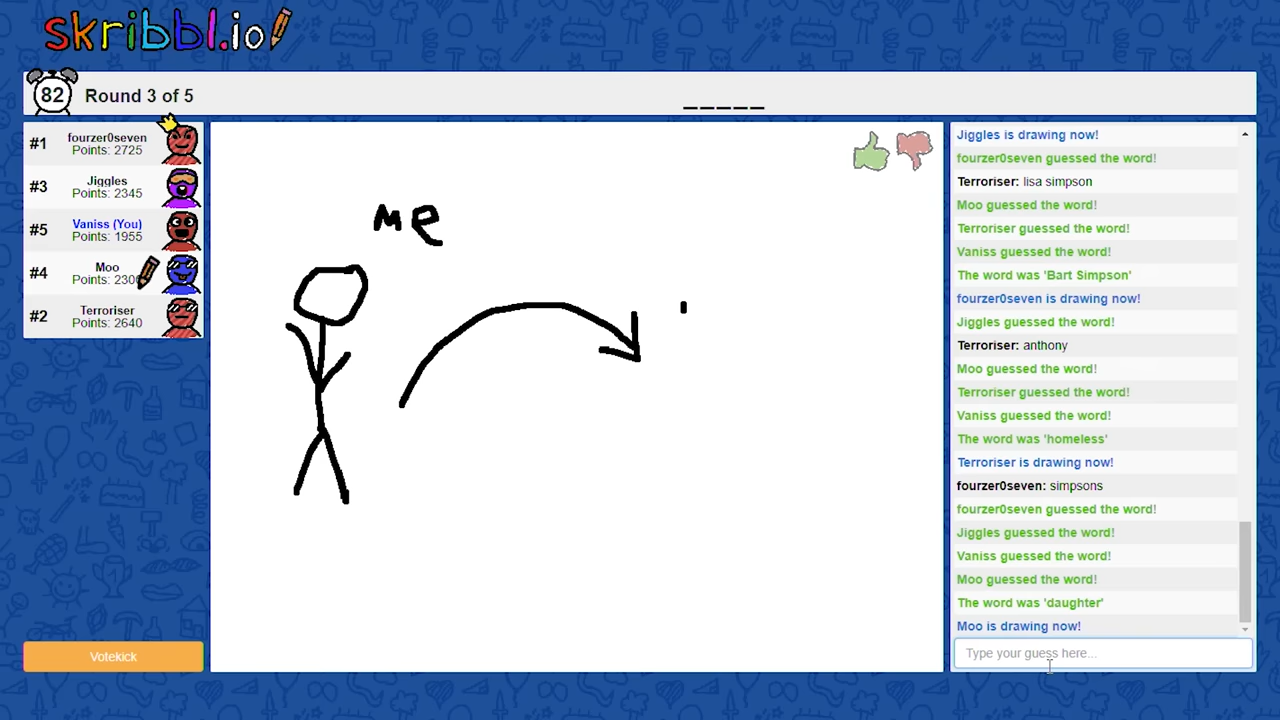 skribbl.io
82
Round 3 of 5
_____
#1
fourzer0seven
Points: 2725
#3
Jiggles
Points: 2345
#5
Vaniss (You)
Points: 1955
#4
Moo
#2
Terroriser
Points: 2640
Votekick
Me
Jiggles is drawing now!
fourzer0seven guessed the word!
Terroriser: lisa simpson
Moo guessed the word!
Terroriser guessed the word!
Vaniss guessed the word!
The word was 'Bart Simpson'
fourzer0seven is drawing now!
Jiggles guessed the word!
Terroriser: anthony
Moo guessed the word!
Terroriser guessed the word!
Vaniss guessed the word!
The word was 'homeless'
Terroriser is drawing now!
fourzer0seven: simpsons
fourzer0seven guessed the word!
Jiggles guessed the word!
Vaniss guessed the word!
Moo guessed the word!
The word was 'daughter'
Moo is drawing now!
Type your guess here...